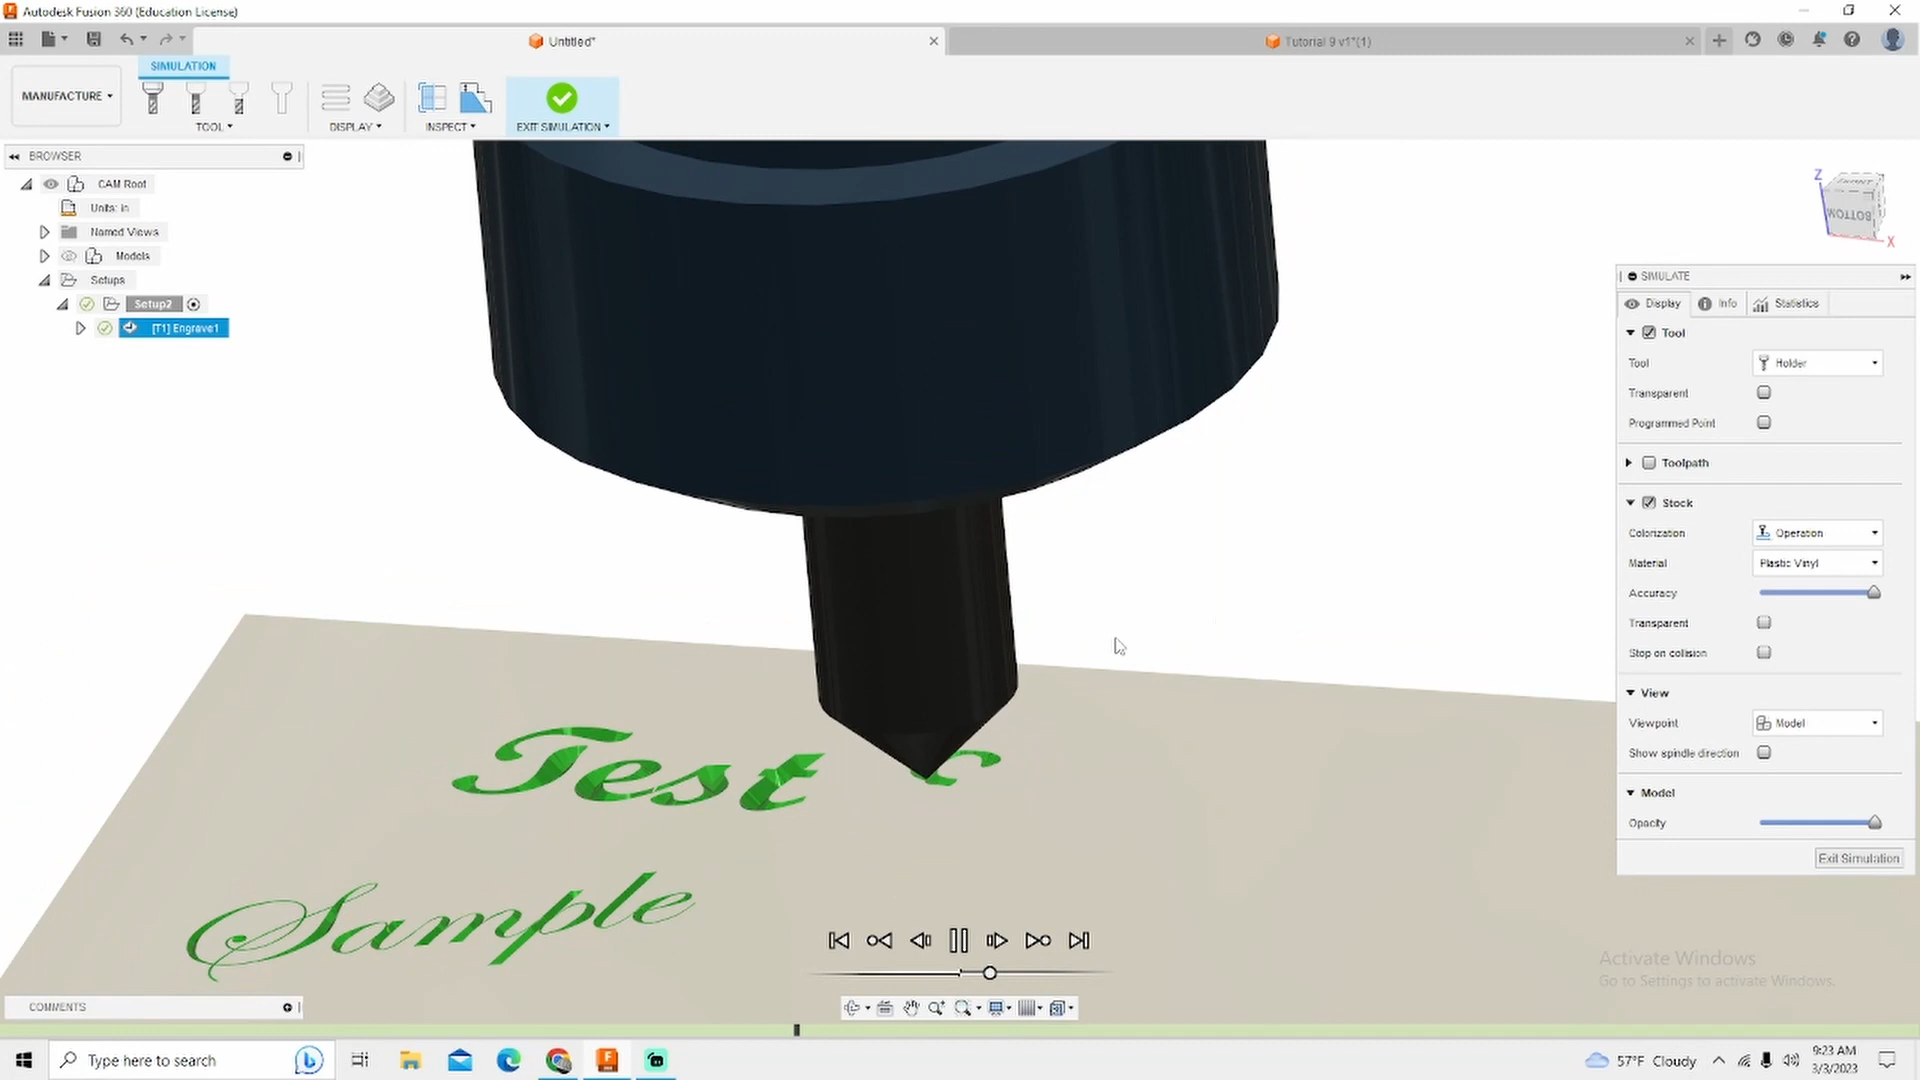 Autodesk Fusion 360 (Education License)
Untitled*
Tutorial 9 v1*(1)
SIMULATION
MANUFACTURE
TOOL
DISPLAY
INSPECT
EXIT SIMULATION
BROWSER
CAM Root
Units: in
Named Views
Models
Setups
Setup2
[T1] Engrave1
Z
FRONT
BOTTOM
X
SIMULATE
Display
Info
Statistics
Tool
Tool
Holder
Transparent
Programmed Point
Toolpath
Stock
Colorization
Operation
Material
Plastic Vinyl
Accuracy
Transparent
Stop on collision
View
Viewpoint
Model
Show spindle direction
Model
Opacity
Exit Simulation
Test
Sample
Activate Windows
Go to Settings to activate Windows.
COMMENTS
Type here to search
57°F Cloudy
9:23 AM
3/3/2023